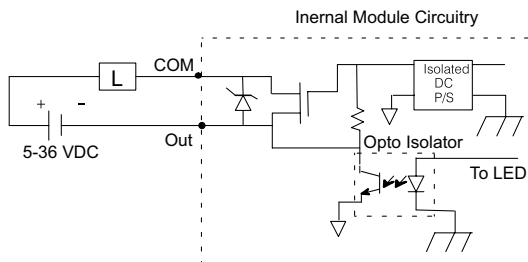 Inernal Module Circuitry
COM
L
Isolated
DC
P/S
+ -
Out
Opto Isolator
5-36 VDC
To LED